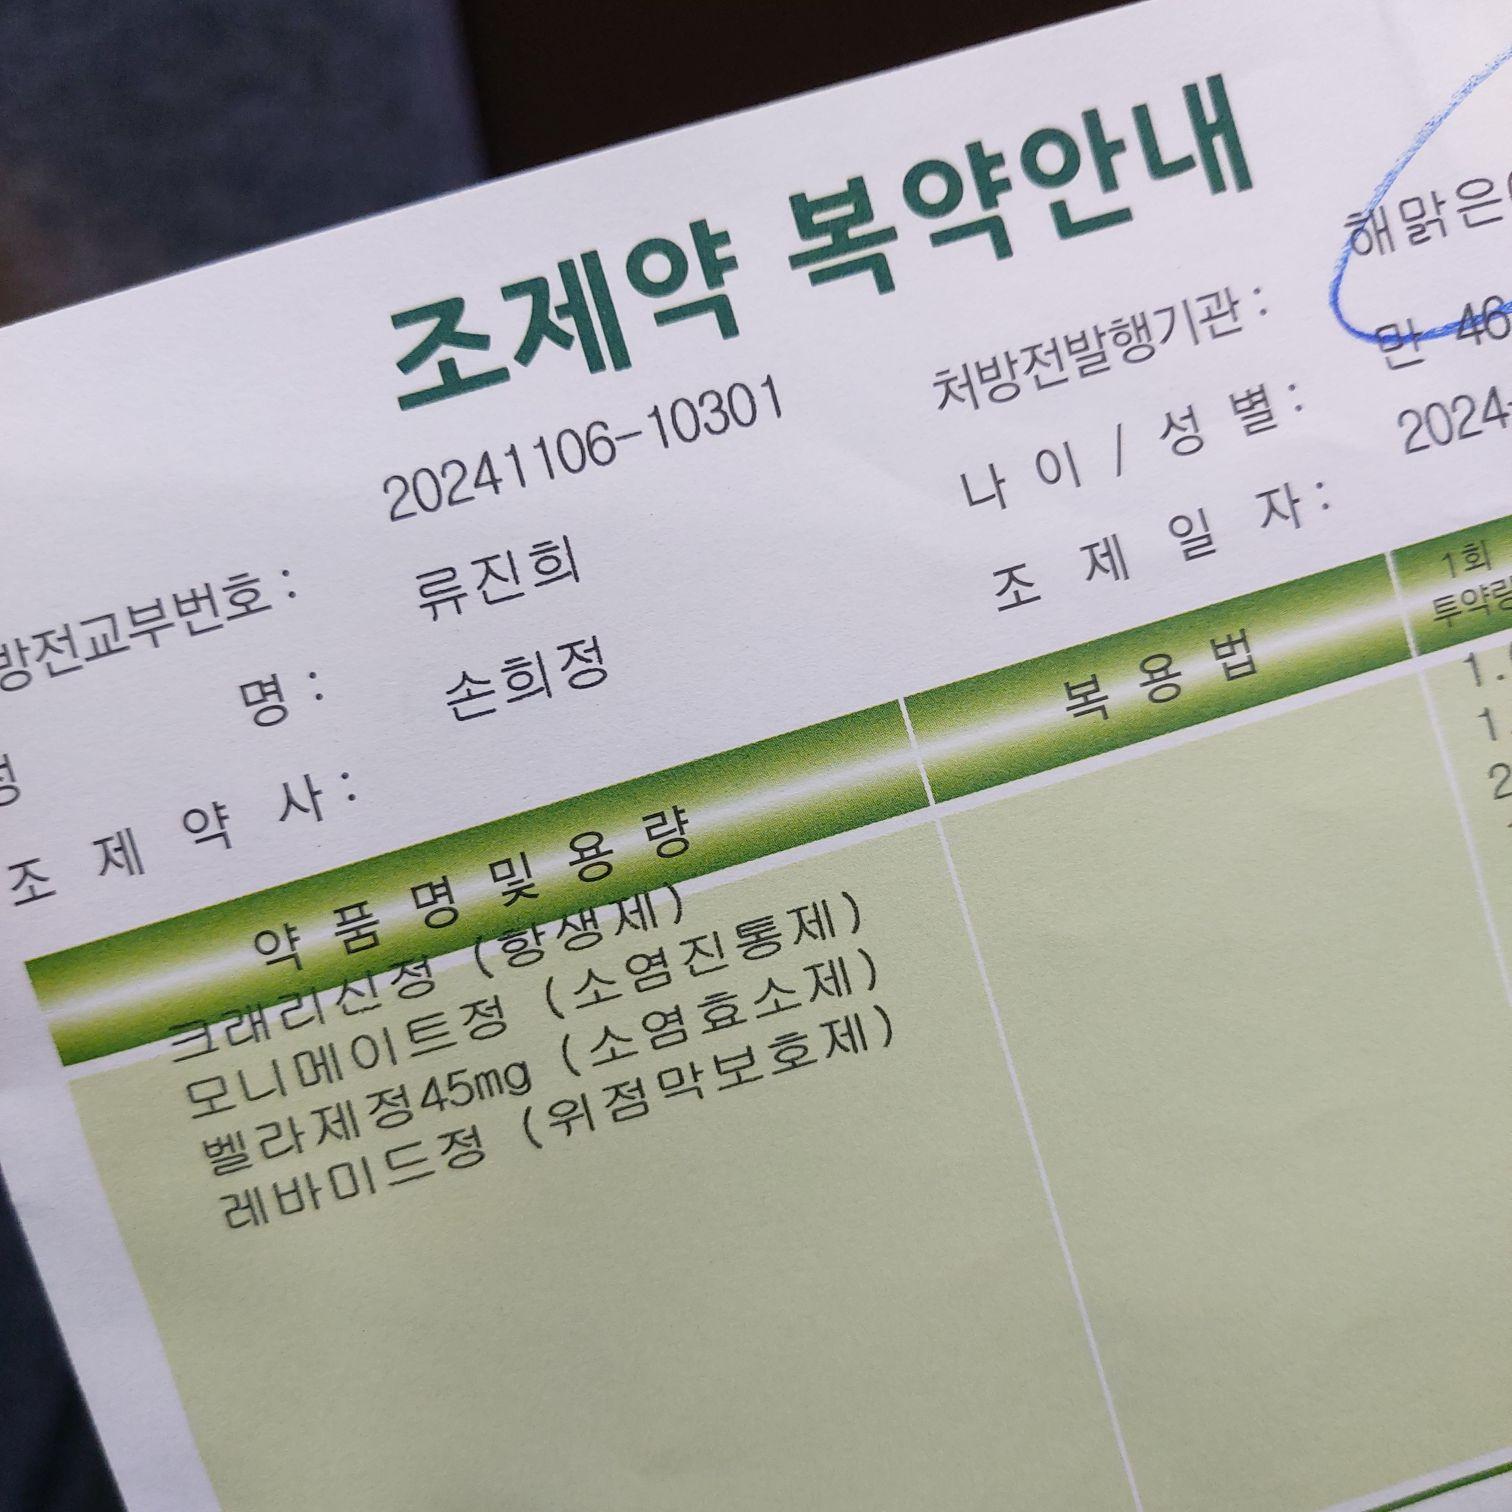 조제약 복약안내
방전교부번호 : 20241106-10301
처방전발행기관 : 해맑은
명 : 류진희
나 이 / 성 별 : 만 46
조 제 약 사 : 손희정
조 제 일 자 : 2024-
약 품 명 및 용 량
복 용 법
1회
투약량
크래리신정 (항생제)
모니메이트정 (소염진통제)
벨라제정45mg (소염효소제)
레바미드정 (위점막보호제)
1.
1.
2